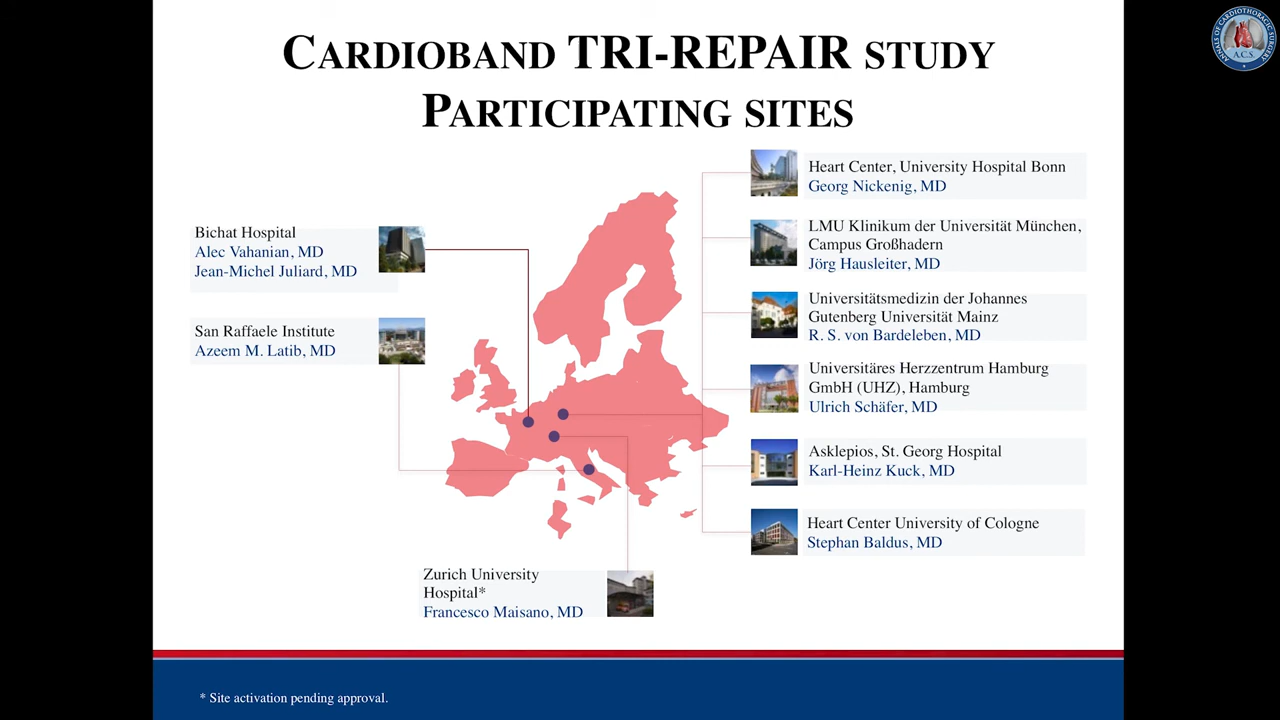 CARDIOBAND TRI-REPAIR STUDY
PARTICIPATING SITES
Bichat Hospital
Alec Vahanian, MD
Jean-Michel Juliard, MD
San Raffaele Institute
Azeem M. Latib, MD
Zurich University
Hospital*
Francesco Maisano, MD
Heart Center, University Hospital Bonn
Georg Nickenig, MD
LMU Klinikum der Universität München,
Campus Großhadern
Jörg Hausleiter, MD
Universitätsmedizin der Johannes
Gutenberg Universität Mainz
R. S. von Bardeleben, MD
Universitäres Herzzentrum Hamburg
GmbH (UHZ), Hamburg
Ulrich Schäfer, MD
Asklepios, St. Georg Hospital
Karl-Heinz Kuck, MD
Heart Center University of Cologne
Stephan Baldus, MD
* Site activation pending approval.
ANNALS OF CARDIOTHORACIC SURGERY
A.C.S.